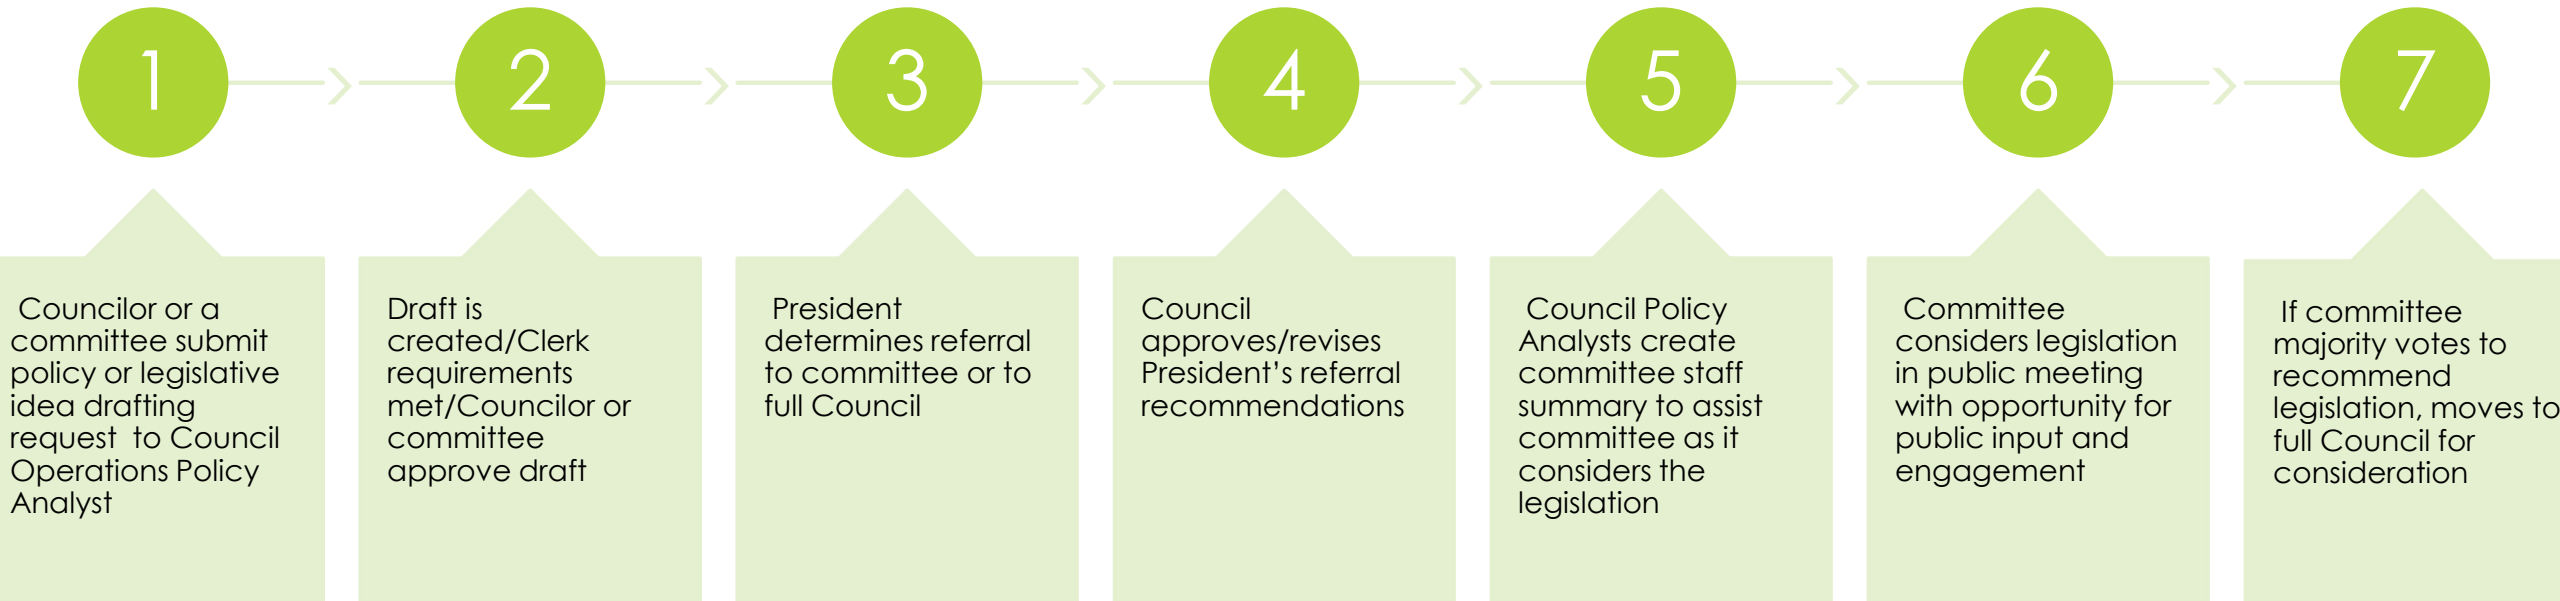 1
2
3
4
5
6
7
Councilor or a
committee submit
policy or legislative
idea drafting
request to Council
Operations Policy
Analyst
Draft is
created/Clerk
requirements
met/Councilor or
committee
approve draft
President
determines referral
to committee or to
full Council
Council
approves/revises
President’s referral
recommendations
Council Policy
Analysts create
committee staff
summary to assist
committee as it
considers the
legislation
Committee
considers legislation
in public meeting
with opportunity for
public input and
engagement
If committee
majority votes to
recommend
legislation, moves to
full Council for
consideration